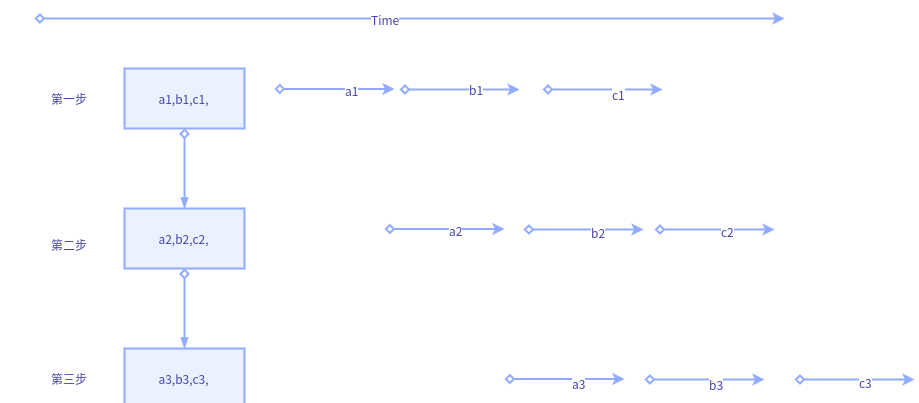 Time
第一步
a1,b1,c1,
a1
b1
c1
第二步
a2,b2,c2,
a2
b2
c2
第三步
a3,b3,c3,
a3
b3
c3